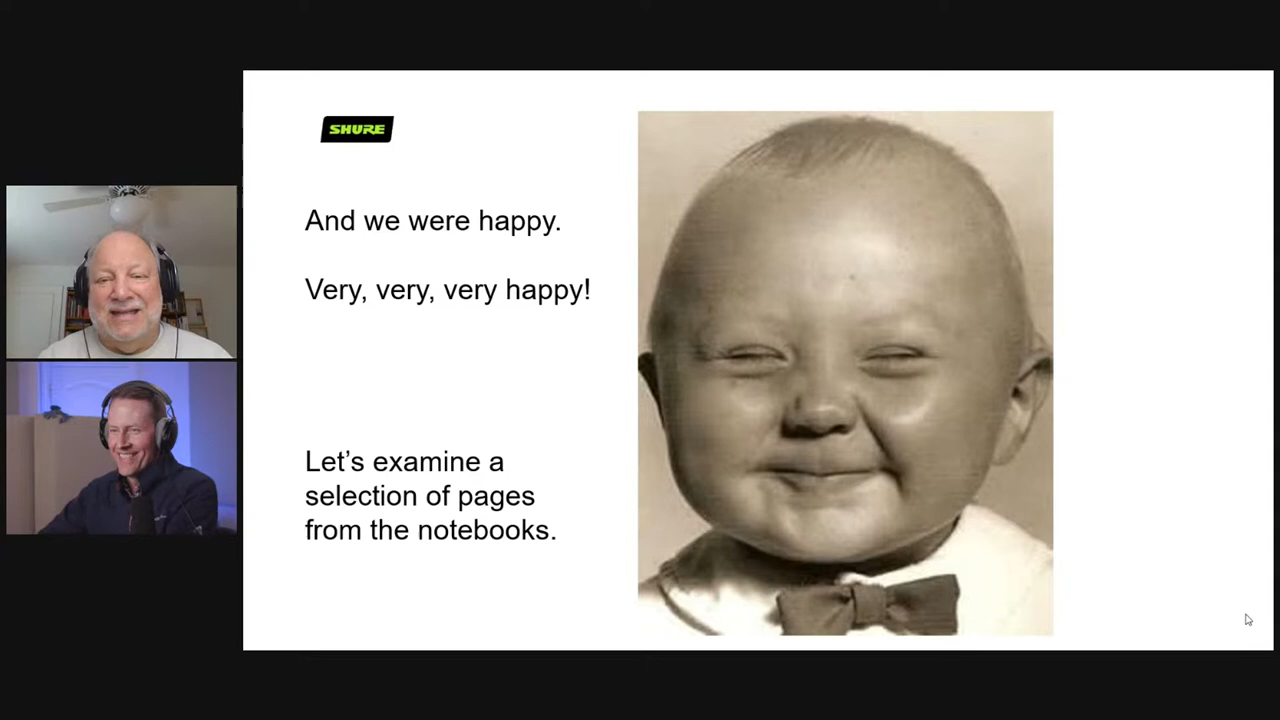 SHURE
And we were happy.
Very, very, very happy!
Let’s examine a
selection of pages
from the notebooks.